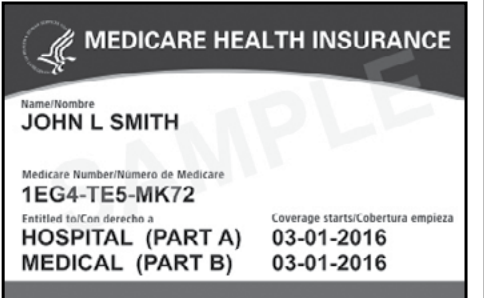 MEDICARE HEALTH INSURANCE
Name/Nombre
JOHN L SMITH
SAMPLE
Medicare Number/Número de Medicare
1EG4-TE5-MK72
Entitled to/Con derecho a Coverage starts/Cobertura empieza
HOSPITAL (PART A) 03-01-2016
MEDICAL (PART B) 03-01-2016